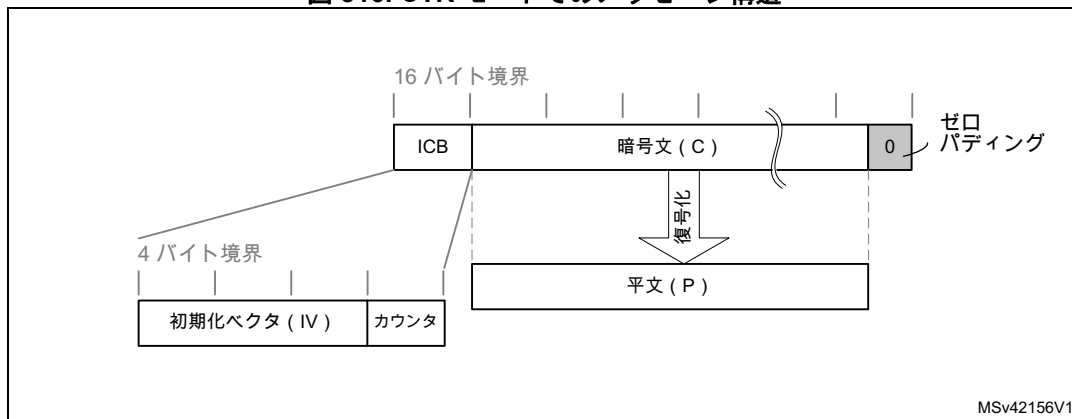 16 バイト境界
ICB
暗号文 ( C )
0
ゼロ
パディング
復号化
4 バイト境界
平文 ( P )
初期化ベクタ ( IV )
カウンタ
MSv42156V1